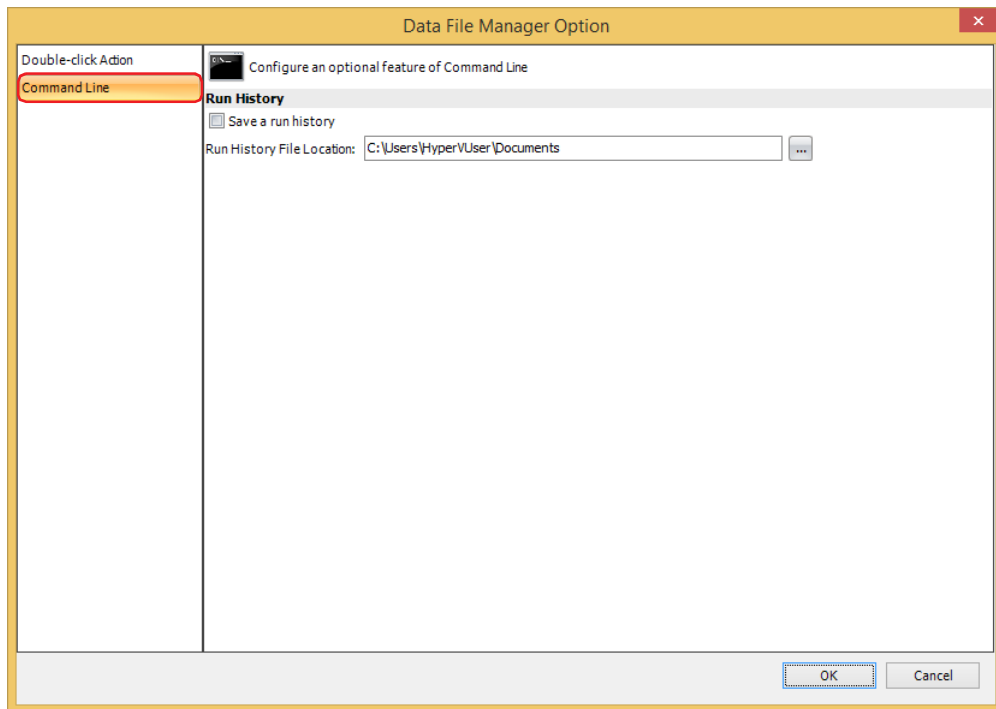 Data File Manager Option
Double-click Action
Command Line
Configure an optional feature of Command Line
Run History
Save a run history
Run History File Location: C:\Users\HyperVUser\Documents ...
OK Cancel